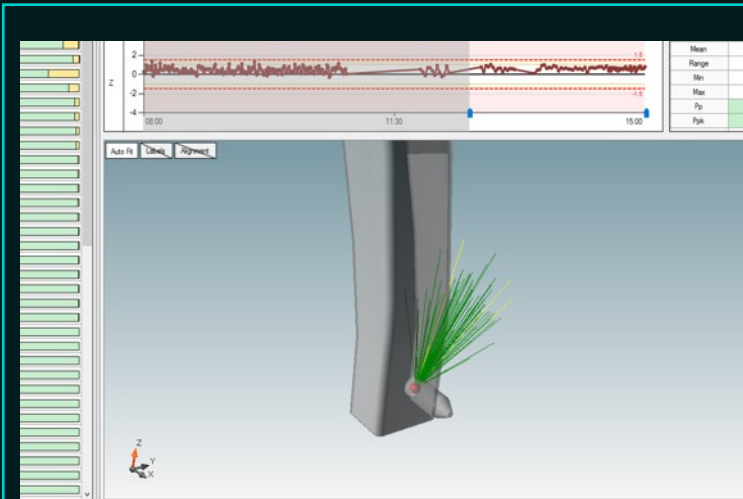 Mean
Range
Min
Max
Pp
Ppk
Z
2
0
-2
-4
1.5
-1.5
08:00
11:30
15:00
Auto Fit
Labels
Alignment
Z
Y
X